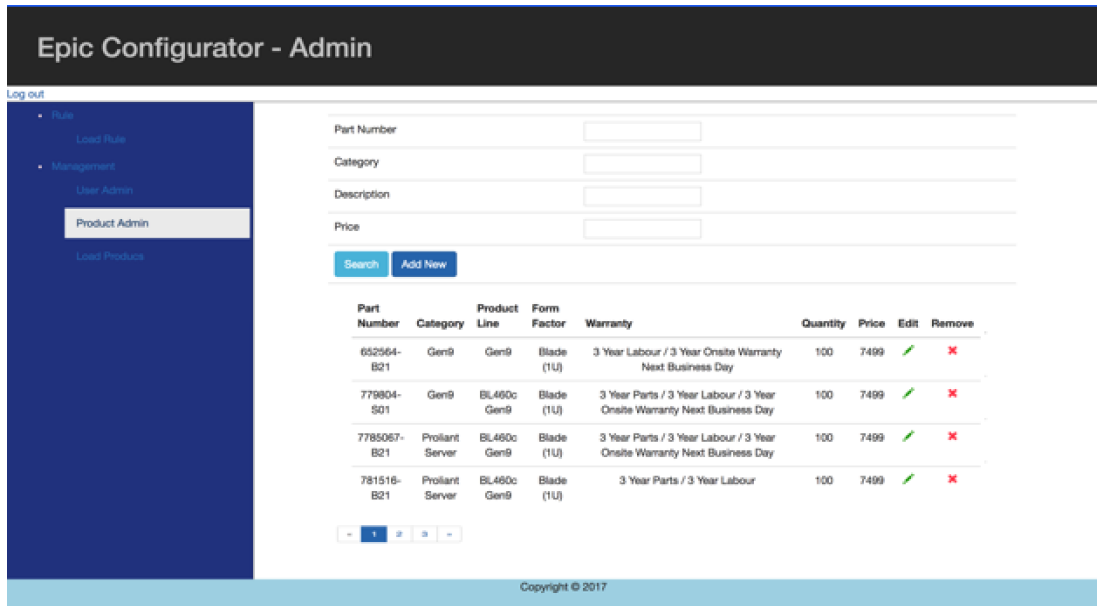 Epic Configurator - Admin
Log out
Rule
Load Rule
Management
User Admin
Product Admin
Load Producs
Part Number
Category
Description
Price
Search Add New
Part Number Category Product Line Form Factor Warranty Quantity Price Edit Remove
652564-B21 Gen9 Gen9 Blade (1U) 3 Year Labour / 3 Year Onsite Warranty Next Business Day 100 7499
779804-S01 Gen9 BL460c Gen9 Blade (1U) 3 Year Parts / 3 Year Labour / 3 Year Onsite Warranty Next Business Day 100 7499
7785067-B21 Proliant Server BL460c Gen9 Blade (1U) 3 Year Parts / 3 Year Labour / 3 Year Onsite Warranty Next Business Day 100 7499
781516-B21 Proliant Server BL460c Gen9 Blade (1U) 3 Year Parts / 3 Year Labour 100 7499
« 1 2 3 »
Copyright © 2017